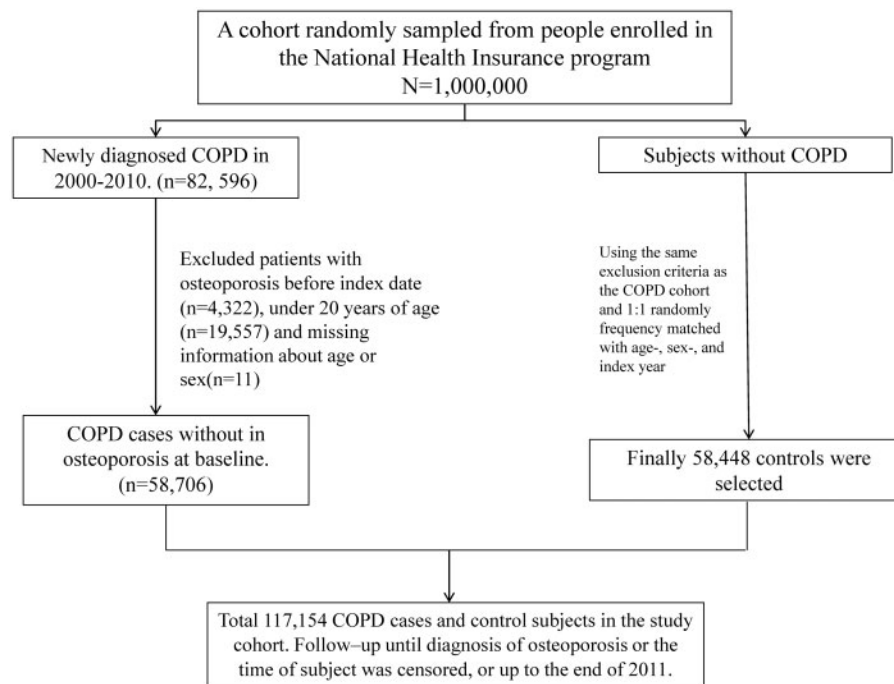 A cohort randomly sampled from people enrolled in
the National Health Insurance program
N=1,000,000
Newly diagnosed COPD in
2000-2010. (n=82, 596)
Subjects without COPD
Excluded patients with
osteoporosis before index date
(n=4,322), under 20 years of age
(n=19,557) and missing
information about age or
sex(n=11)
Using the same
exclusion criteria as
the COPD cohort
and 1:1 randomly
frequency matched
with age-, sex-, and
index year
COPD cases without in
osteoporosis at baseline.
(n=58,706)
Finally 58,448 controls were
selected
Total 117,154 COPD cases and control subjects in the study
cohort. Follow–up until diagnosis of osteoporosis or the
time of subject was censored, or up to the end of 2011.